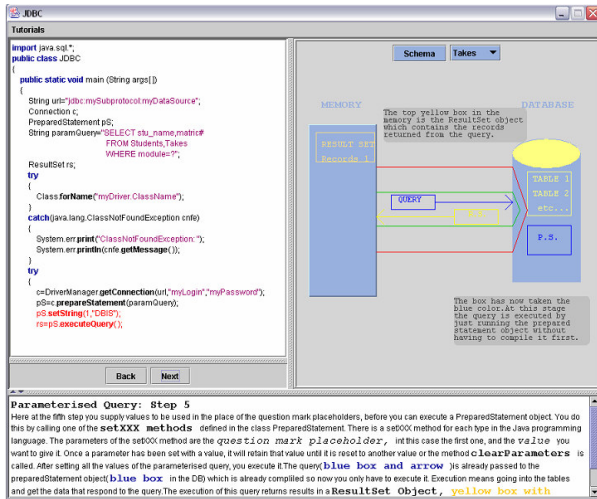 JDBC
Tutorials
import java.sql.*;
public class JDBC
{
public static void main (String args[])
{
String url="jdbc:mySubprotocol:myDataSource";
Connection c;
PreparedStatement pS;
String paramQuery="SELECT stu_name,matric#
FROM Students,Takes
WHERE module=?";
ResultSet rs;
try
{
Class.forName("myDriver.ClassName");
}
catch(java.lang.ClassNotFoundException cnfe)
{
System.err.print("ClassNotFoundException: ");
System.err.println(cnfe.getMessage());
}
try
{
c=DriverManager.getConnection(url,"myLogin","myPassword");
pS=c.prepareStatement(paramQuery);
pS.setString(1,"DBIS");
rs=pS.executeQuery();
Back Next
Schema Takes
MEMORY
DATABASE
The top yellow box in the
memory is the ResultSet object
which contains the records
returned from the query.
RESULT SET
Records 1
QUERY
TABLE 1
TABLE 2
etc...
P.S.
The box has now taken the
blue color.At this stage
the query is executed by
just running the prepared
statement object without
having to compile it first.
Parameterised Query: Step 5
Here at the fifth step you supply values to be used in the place of the question mark placeholders, before you can execute a PreparedStatement object. You do
this by calling one of the setXXX methods defined in the class PreparedStatement. There is a setXXX method for each type in the Java programming
language. The parameters of the setXXX method are the question mark placeholder, int this case the first one, and the value you
want to give it. Once a parameter has been set with a value, it will retain that value until it is reset to another value or the method clearParameters is
called. After setting all the values of the parameterised query, you execute it.The query( blue box and arrow )is already passed to the
preparedStatement object( blue box in the DB) which is already compliled so now you only have to execute it. Execution means going into the tables
and get the data that respond to the query.The execution of this query returns results in a ResultSet Object, yellow box with